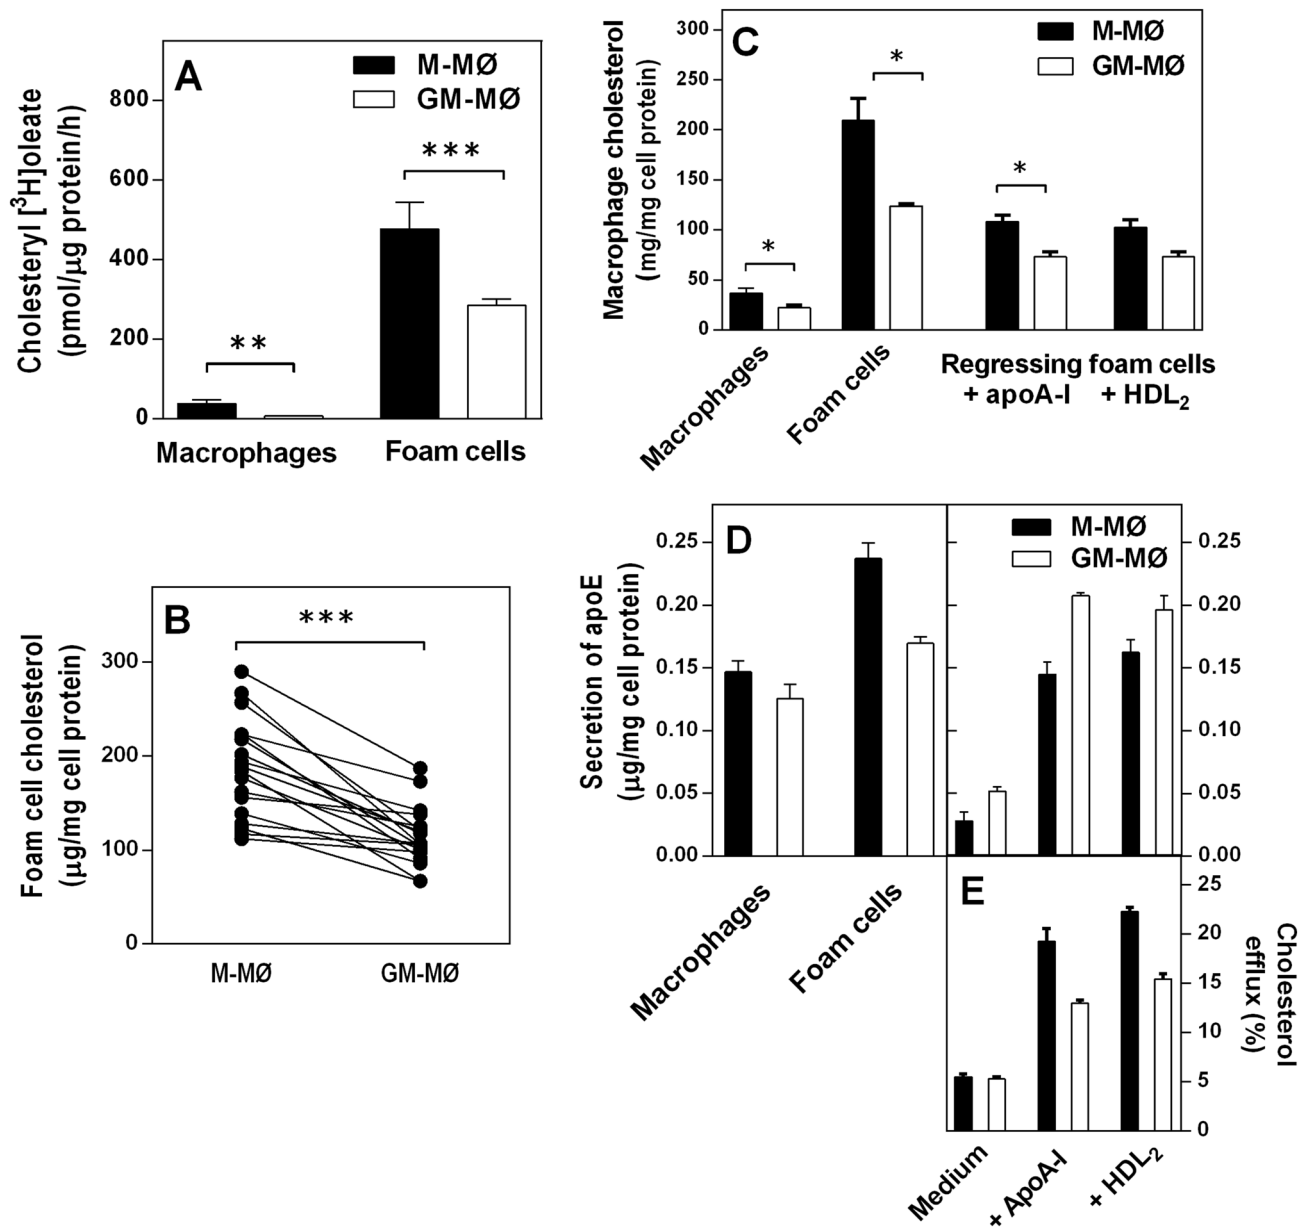 A
M-MØ
GM-MØ
Cholesteryl [³H]oleate
(pmol/µg protein/h)
800
600
400
200
0
**
***
Macrophages
Foam cells
B
***
Foam cell cholesterol
(µg/mg cell protein)
300
200
100
0
M-MØ
GM-MØ
C
M-MØ
GM-MØ
Macrophage cholesterol
(mg/mg cell protein)
300
250
200
150
100
50
0
*
*
*
Macrophages
Foam cells
Regressing foam cells
+ apoA-I + HDL₂
D
M-MØ
GM-MØ
Secretion of apoE
(µg/mg cell protein)
0.25
0.20
0.15
0.10
0.05
0.00
0.25
0.20
0.15
0.10
0.05
0.00
Macrophages
Foam cells
E
25
20
15
10
5
0
Cholesterol
efflux (%)
Medium
+ ApoA-I
+ HDL₂